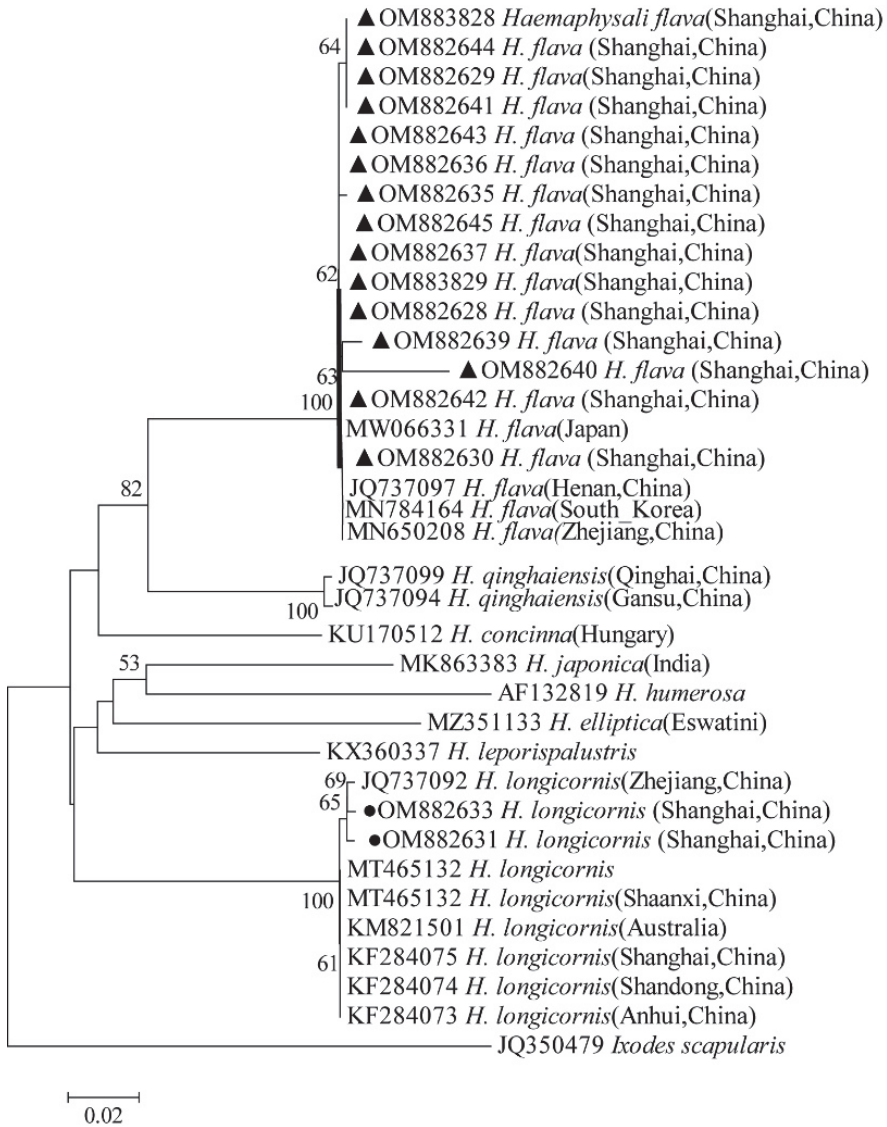 ▲OM883828 Haemaphysali flava(Shanghai,China)
64
▲OM882644 H. flava (Shanghai,China)
▲OM882629 H. flava(Shanghai,China)
▲OM882641 H. flava (Shanghai,China)
▲OM882643 H. flava (Shanghai,China)
▲OM882636 H. flava (Shanghai,China)
▲OM882635 H. flava(Shanghai,China)
▲OM882645 H. flava (Shanghai,China)
▲OM882637 H. flava(Shanghai,China)
62
▲OM883829 H. flava(Shanghai,China)
▲OM882628 H. flava(Shanghai,China)
▲OM882639 H. flava (Shanghai,China)
▲OM882640 H. flava (Shanghai,China)
63
▲OM882642 H. flava (Shanghai,China)
100
MW066331 H. flava(Japan)
▲OM882630 H. flava (Shanghai,China)
JQ737097 H. flava(Henan,China)
82
MN784164 H. flava(South_Korea)
MN650208 H. flava(Zhejiang,China)
JQ737099 H. qinghaiensis(Qinghai,China)
JQ737094 H. qinghaiensis(Gansu,China)
100
KU170512 H. concinna(Hungary)
53
MK863383 H. japonica(India)
AF132819 H. humerosa
MZ351133 H. elliptica(Eswatini)
KX360337 H. leporispalustris
69
JQ737092 H. longicornis(Zhejiang,China)
65
●OM882633 H. longicornis (Shanghai,China)
●OM882631 H. longicornis (Shanghai,China)
MT465132 H. longicornis
100
MT465132 H. longicornis(Shaanxi,China)
KM821501 H. longicornis(Australia)
61
KF284075 H. longicornis(Shanghai,China)
KF284074 H. longicornis(Shandong,China)
KF284073 H. longicornis(Anhui,China)
JQ350479 Ixodes scapularis
0.02